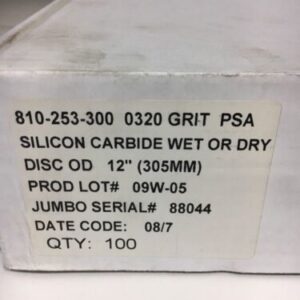 810-253-300 0320 GRIT PSA
SILICON CARBIDE WET OR DRY
DISC OD 12" (305MM)
PROD LOT# 09W-05
JUMBO SERIAL# 88044
DATE CODE: 08/7
QTY: 100